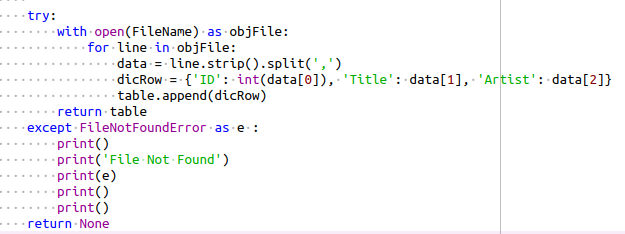 try:
        with open(FileName) as objFile:
            for line in objFile:
                data = line.strip().split(',')
                dicRow = {'ID': int(data[0]), 'Title': data[1], 'Artist': data[2]}
                table.append(dicRow)
        return table
    except FileNotFoundError as e :
        print()
        print('File Not Found')
        print(e)
        print()
        print()
    return None